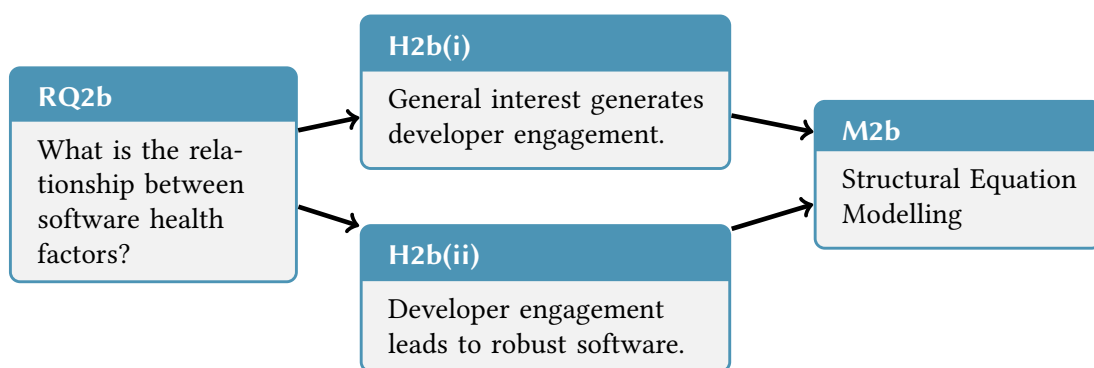 RQ2b
What is the rela-
tionship between
software health
factors?
H2b(i)
General interest generates
developer engagement.
H2b(ii)
Developer engagement
leads to robust software.
M2b
Structural Equation
Modelling